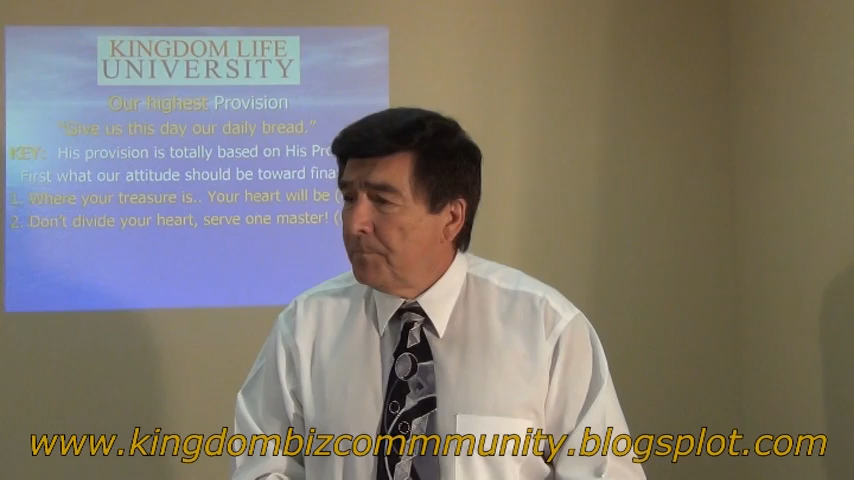 KINGDOM LIFE
UNIVERSITY
Our highest Provision
"Give us this day our daily bread."
KEY: His provision is totally based on His
First what our attitude should be toward
1. Where your treasure is.. Your heart will be (
2. Don't divide your heart, serve one master! (
www.kingdombizcommmunity.blogsplot.com